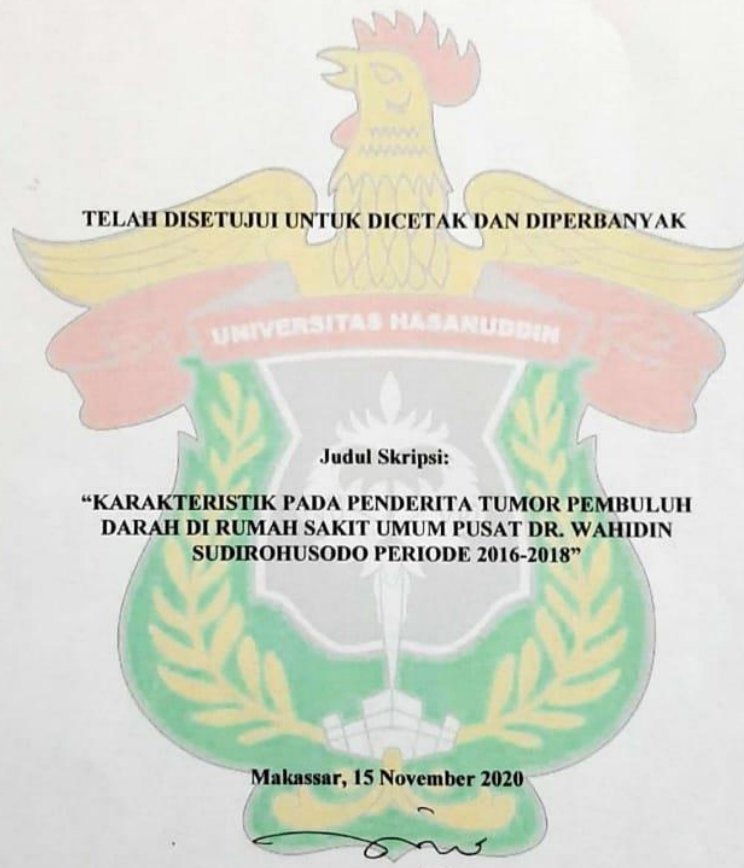 TELAH DISETUJUI UNTUK DICETAK DAN DIPERBANYAK
UNIVERSITAS HASANUDDIN
Judul Skripsi:
“KARAKTERISTIK PADA PENDERITA TUMOR PEMBULUH
DARAH DI RUMAH SAKIT UMUM PUSAT DR. WAHIDIN
SUDIROHUSODO PERIODE 2016-2018”
Makassar, 15 November 2020